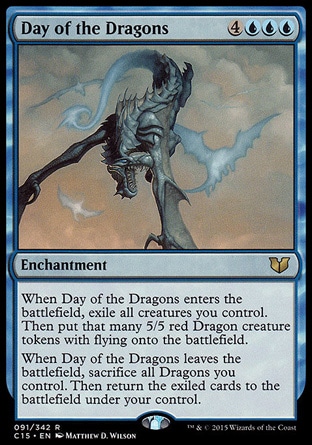 Day of the Dragons 4
Enchantment
When Day of the Dragons enters the
battlefield, exile all creatures you control.
Then put that many 5/5 red Dragon creature
tokens with flying onto the battlefield.
When Day of the Dragons leaves the
battlefield, sacrifice all Dragons you
control. Then return the exiled cards to the
battlefield under your control.
091/342 R
C15 • EN Matthew D. Wilson
™ & © 2015 Wizards of the Coast